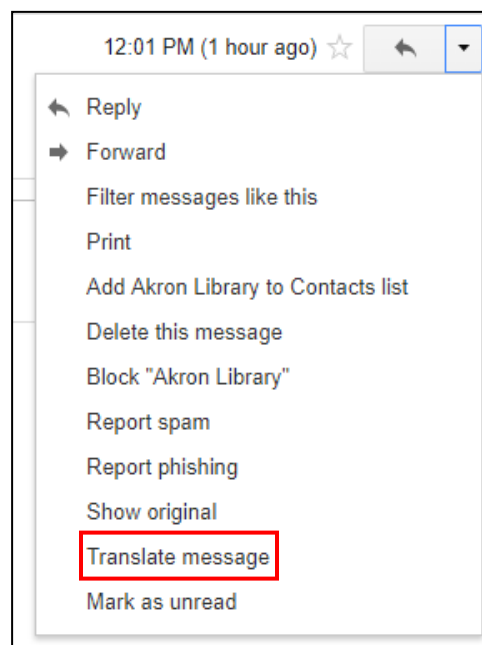 12:01 PM (1 hour ago)
Reply
Forward
Filter messages like this
Print
Add Akron Library to Contacts list
Delete this message
Block "Akron Library"
Report spam
Report phishing
Show original
Translate message
Mark as unread